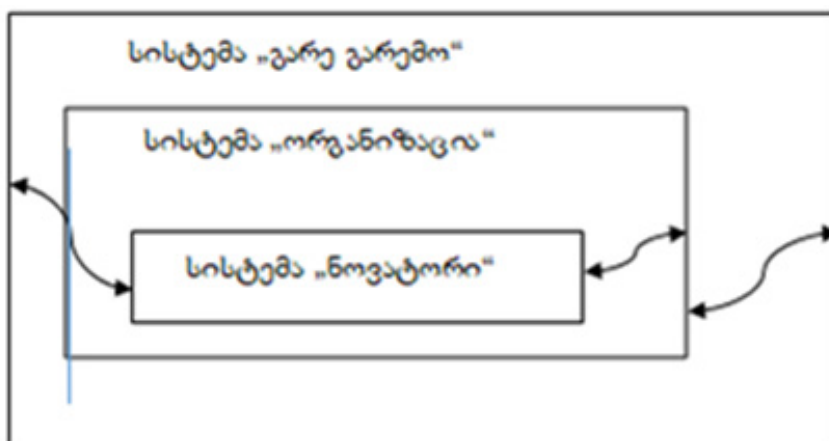 სისტემა „გარე გარემო“
სისტემა „ორგანიზაცია“
სისტემა „ნოვატორი“